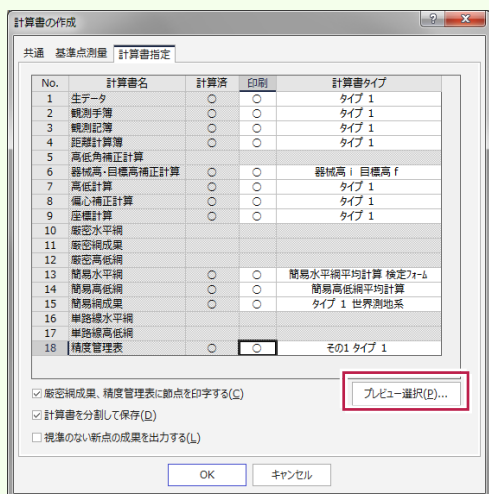 計算書の作成
共通 基準点測量 計算書指定
No. 計算書名 計算済 印刷 計算書タイプ
1 生データ ○ ○ タイプ 1
2 観測手簿 ○ ○ タイプ 1
3 観測記簿 ○ ○ タイプ 1
4 距離計算簿 ○ ○ タイプ 1
5 高低角補正計算
6 器械高・目標高補正計算 ○ ○ 器械高 i 目標高 f
7 高低計算 ○ ○ タイプ 1
8 偏心補正計算 ○ ○ タイプ 1
9 座標計算 ○ ○ タイプ 1
10 厳密水平網
11 厳密網成果
12 厳密高低網
13 簡易水平網 ○ ○ 簡易水平網平均計算 検定フォーム
14 簡易高低網 ○ ○ 簡易高低網平均計算
15 簡易網成果 ○ ○ タイプ 1 世界測地系
16 単路線水平網
17 単路線高低網
18 精度管理表 ○ ○ その1 タイプ 1
厳密網成果、精度管理表に節点を印字する(C)
プレビュー選択(P)...
計算書を分割して保存(D)
視準のない新点の成果を出力する(L)
OK キャンセル